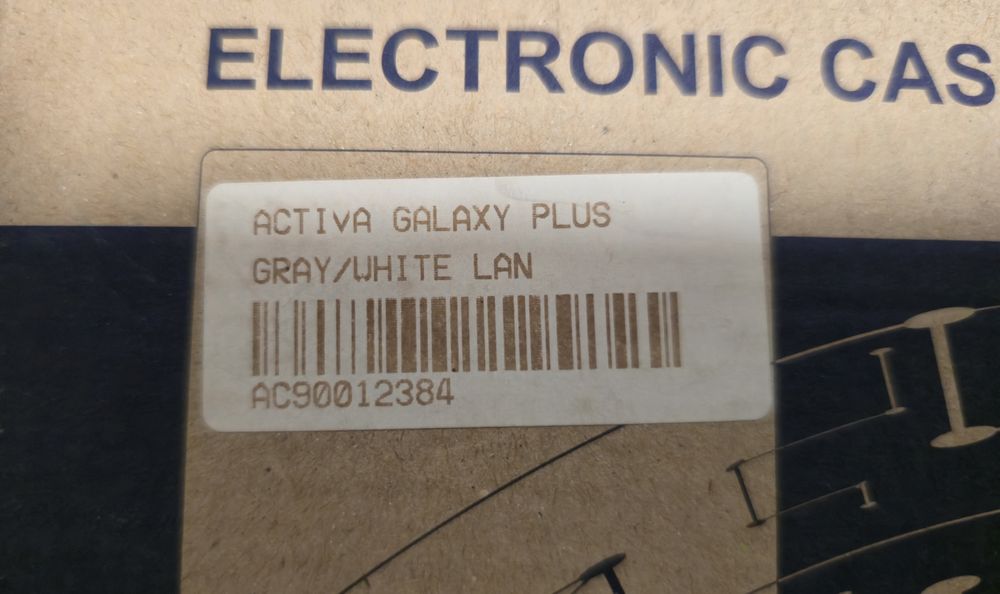 ELECTRONIC CAS
ACTIVA GALAXY PLUS
GRAY/WHITE LAN
AC90012384